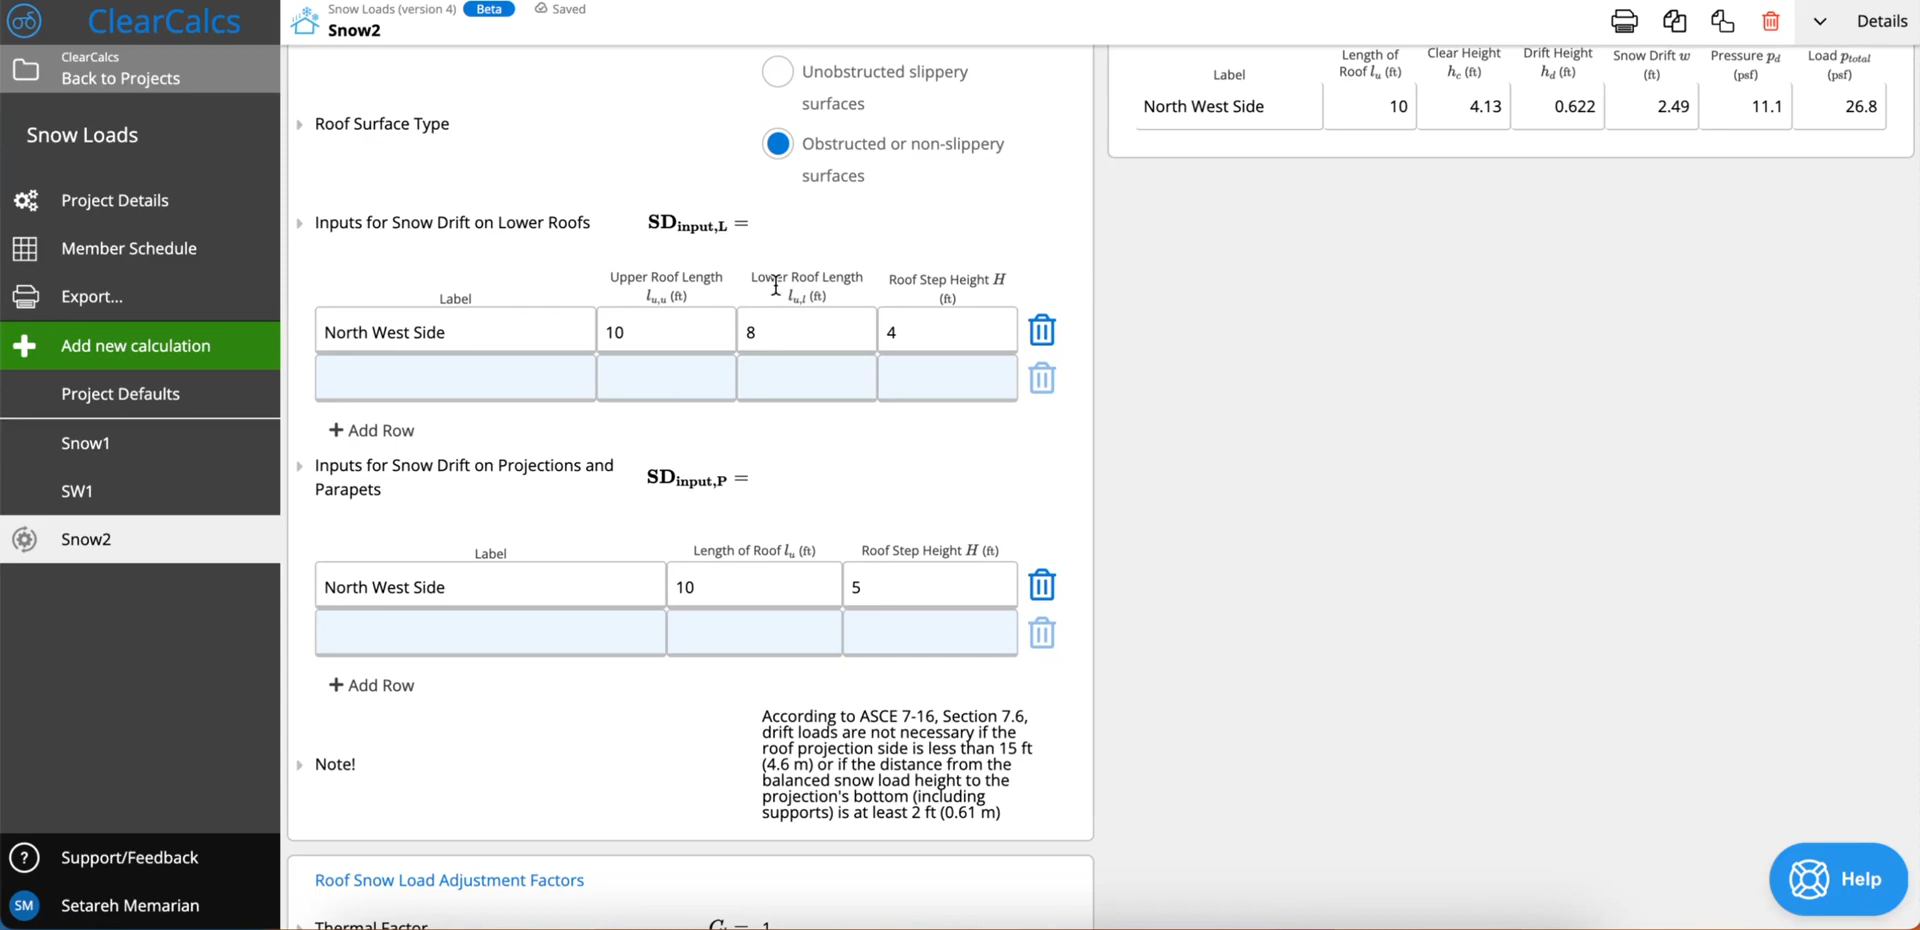 ClearCalcs
Snow Loads (version 4) Beta Saved
Snow2
Details
ClearCalcs
Back to Projects
Snow Loads
Project Details
Member Schedule
Export...
Add new calculation
Project Defaults
Snow1
SW1
Snow2
Support/Feedback
SM Setareh Memarian
Unobstructed slippery
surfaces
Roof Surface Type
Obstructed or non-slippery
surfaces
Inputs for Snow Drift on Lower Roofs SDinput,L =
Label
Upper Roof Length
lu,u (ft)
Lower Roof Length
lu,l (ft)
Roof Step Height H
(ft)
North West Side 10 8 4
+ Add Row
Inputs for Snow Drift on Projections and
Parapets
SDinput,P =
Label Length of Roof lu (ft) Roof Step Height H (ft)
North West Side 10 5
+ Add Row
Note!
According to ASCE 7-16, Section 7.6,
drift loads are not necessary if the
roof projection side is less than 15 ft
(4.6 m) or if the distance from the
balanced snow load height to the
projection's bottom (including
supports) is at least 2 ft (0.61 m)
Roof Snow Load Adjustment Factors
Thermal Factor
= 1
Label
Length of
Roof lu (ft)
Clear Height
hc (ft)
Drift Height
hd (ft)
Snow Drift w
(ft)
Pressure pd
(psf)
Load ptotal
(psf)
North West Side 10 4.13 0.622 2.49 11.1 26.8
Help